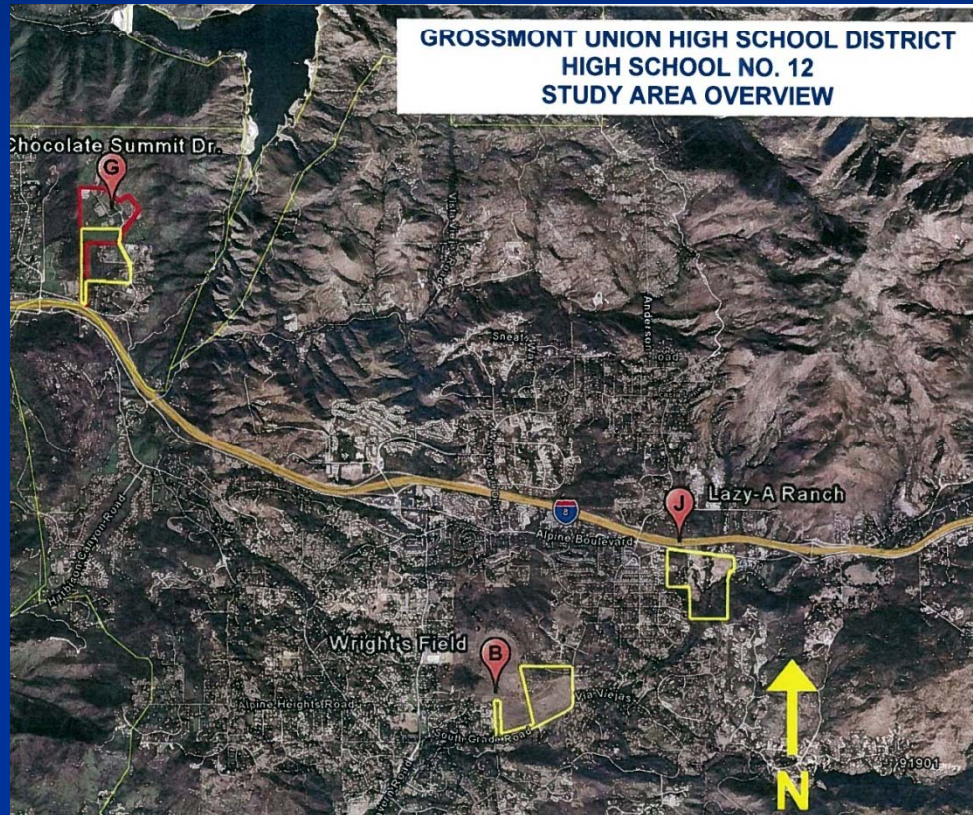 GROSSMONT UNION HIGH SCHOOL DISTRICT
HIGH SCHOOL NO. 12
STUDY AREA OVERVIEW
Chocolate Summit Dr.
G
Anderson
Road
8
Alpine Boulevard
J
Lazy-A Ranch
Harbison Canyon Road
Wright's Field
B
Alpine Heights Road
Via Viejas
South Grade Road
91901
N